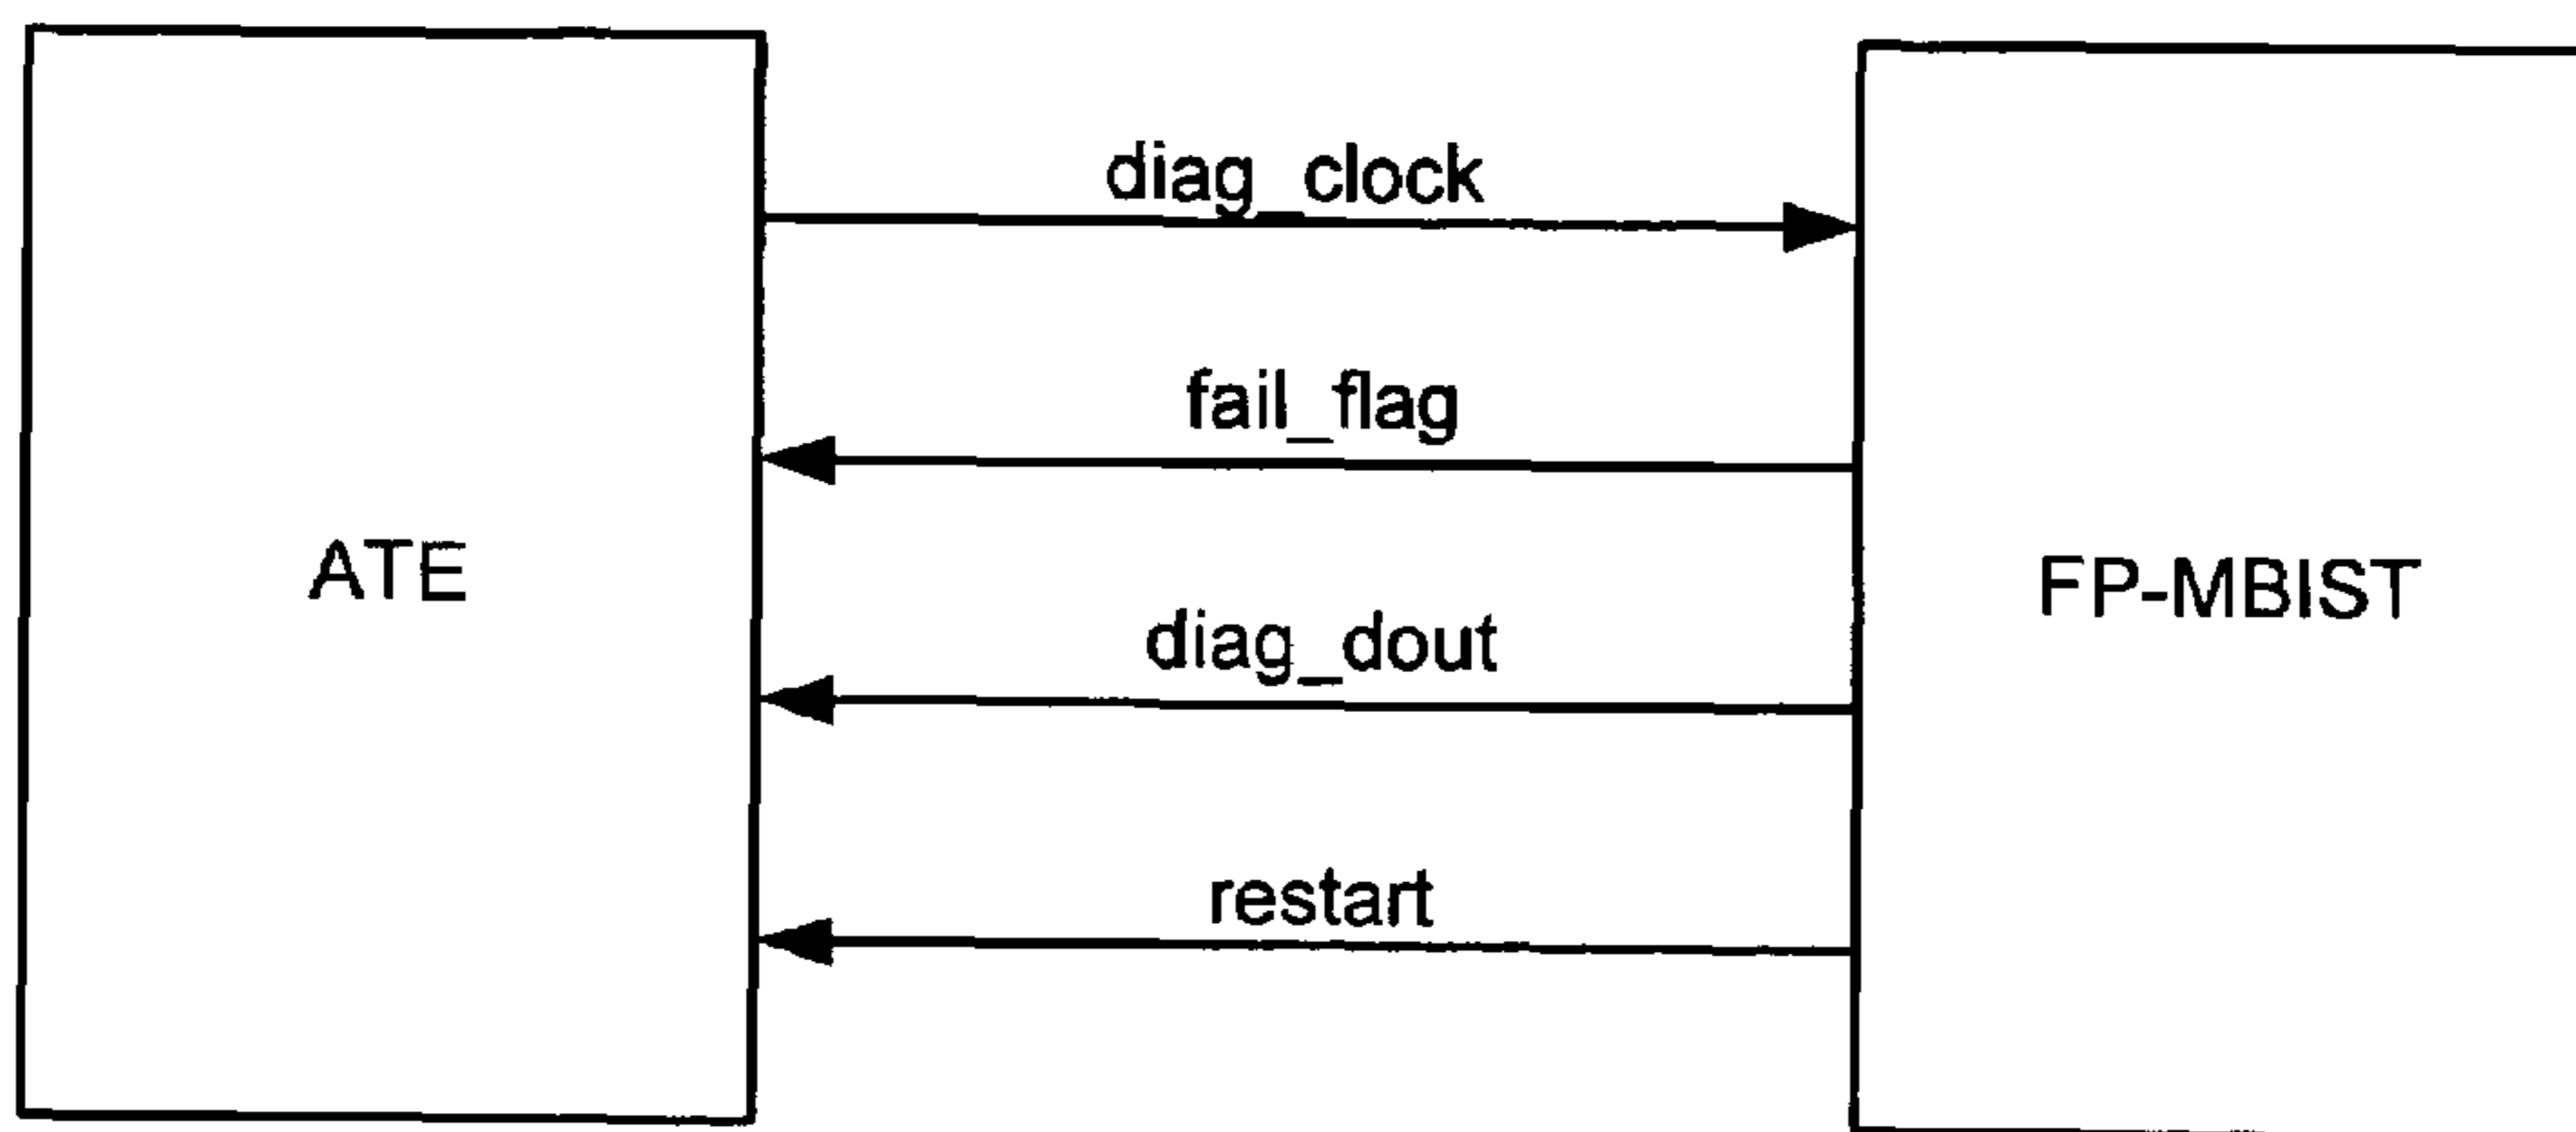 diag_clock
fail_flag
ATE
FP-MBIST
diag_dout
restart